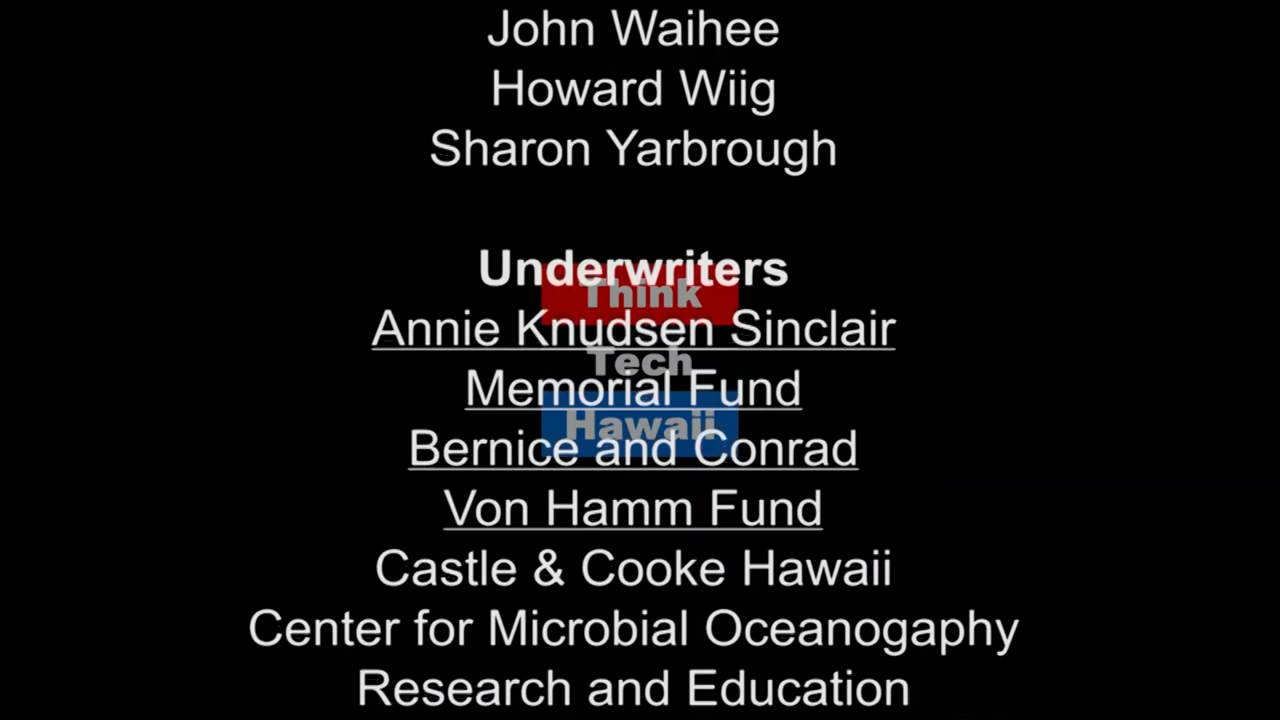 John Waihee
Howard Wiig
Sharon Yarbrough
Underwriters
Think
Annie Knudsen Sinclair
Tech
Memorial Fund
Hawaii
Bernice and Conrad
Von Hamm Fund
Castle & Cooke Hawaii
Center for Microbial Oceanogaphy
Research and Education